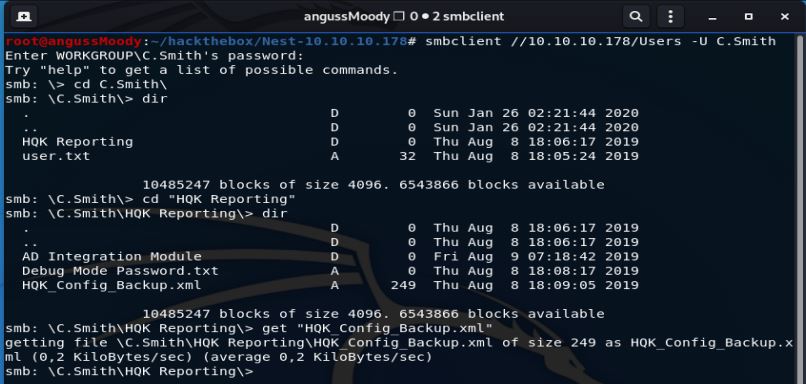 angussMoody 0 ● 2 smbclient
root@angussMoody:~/hackthebox/Nest-10.10.10.178# smbclient //10.10.10.178/Users -U C.Smith
Enter WORKGROUP\C.Smith's password:
Try "help" to get a list of possible commands.
smb: \> cd C.Smith\
smb: \C.Smith\> dir
. D 0 Sun Jan 26 02:21:44 2020
.. D 0 Sun Jan 26 02:21:44 2020
HQK Reporting D 0 Thu Aug 8 18:06:17 2019
user.txt A 32 Thu Aug 8 18:05:24 2019
10485247 blocks of size 4096. 6543866 blocks available
smb: \C.Smith\> cd "HQK Reporting"
smb: \C.Smith\HQK Reporting\> dir
. D 0 Thu Aug 8 18:06:17 2019
.. D 0 Thu Aug 8 18:06:17 2019
AD Integration Module D 0 Fri Aug 9 07:18:42 2019
Debug Mode Password.txt A 0 Thu Aug 8 18:08:17 2019
HQK_Config_Backup.xml A 249 Thu Aug 8 18:09:05 2019
10485247 blocks of size 4096. 6543866 blocks available
smb: \C.Smith\HQK Reporting\> get "HQK_Config_Backup.xml"
getting file \C.Smith\HQK Reporting\HQK_Config_Backup.xml of size 249 as HQK_Config_Backup.x
ml (0,2 KiloBytes/sec) (average 0,2 KiloBytes/sec)
smb: \C.Smith\HQK Reporting\>